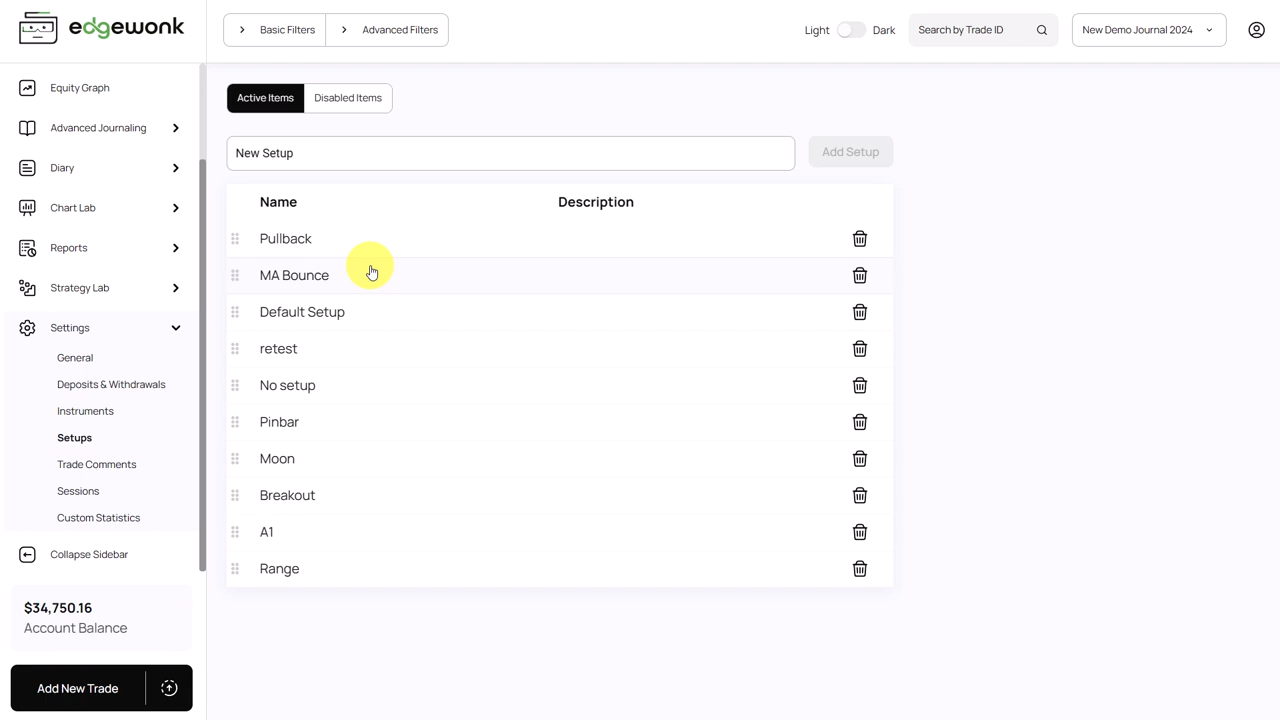 edgewonk
Basic Filters
Advanced Filters
Light
Dark
Search by Trade ID
New Demo Journal 2024
Equity Graph
Advanced Journaling
Diary
Chart Lab
Reports
Strategy Lab
Settings
General
Deposits & Withdrawals
Instruments
Setups
Trade Comments
Sessions
Custom Statistics
Collapse Sidebar
$34,750.16
Account Balance
Add New Trade
Active Items
Disabled Items
New Setup
Add Setup
Name Description
Pullback
MA Bounce
Default Setup
retest
No setup
Pinbar
Moon
Breakout
A1
Range